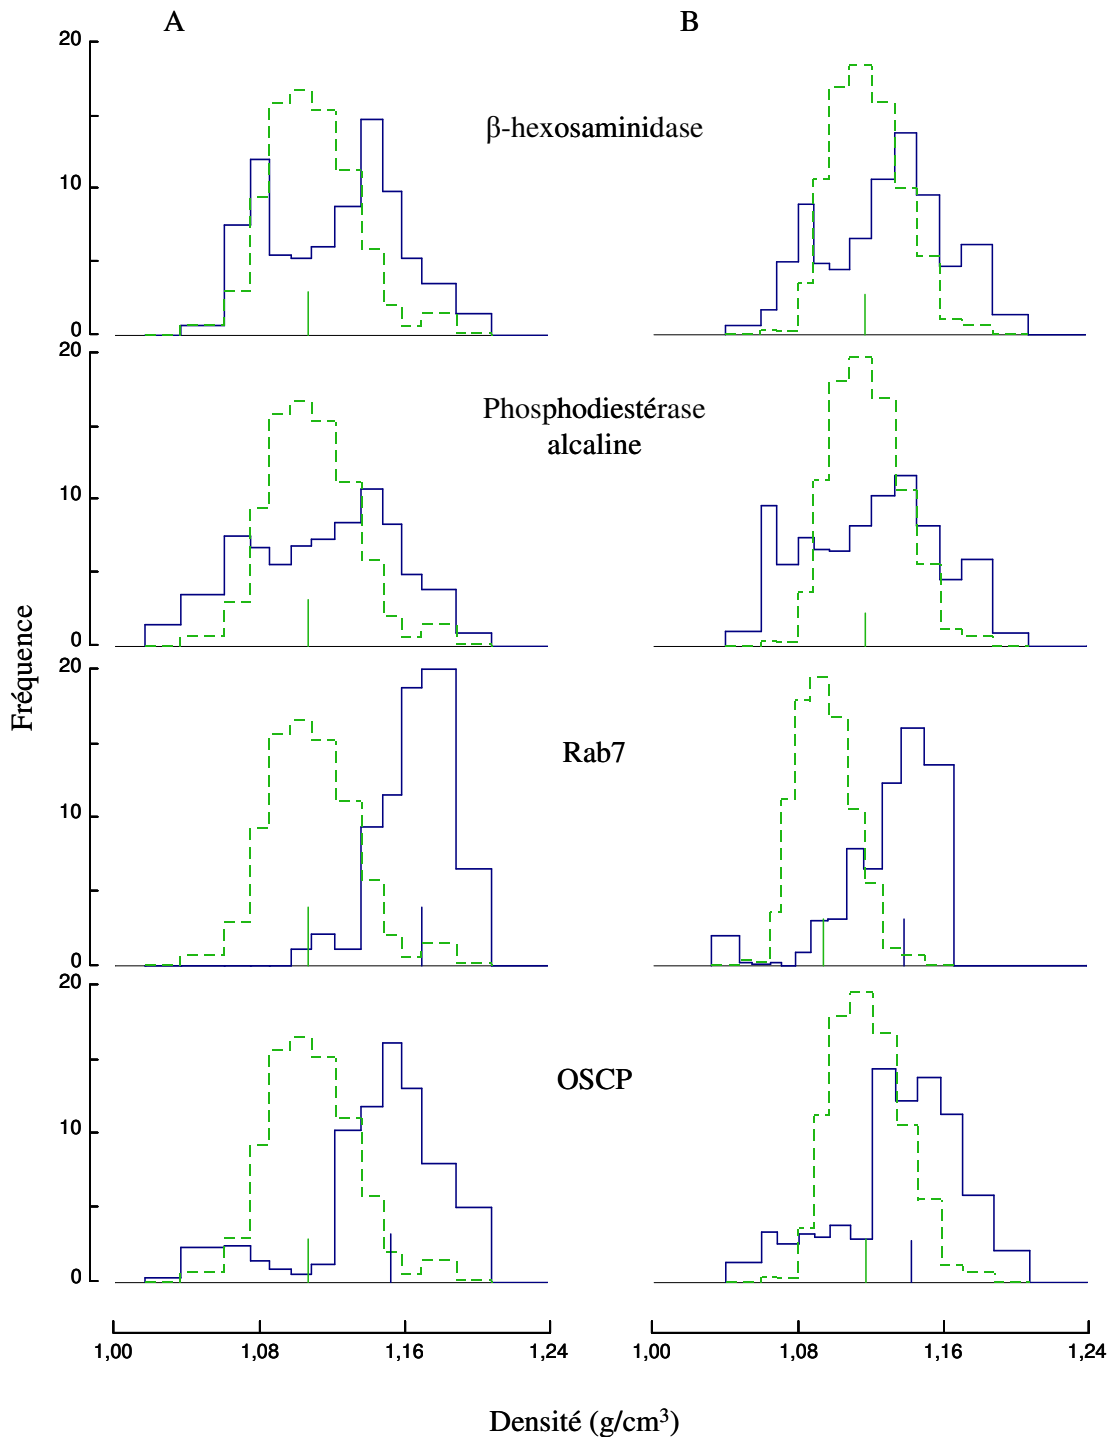 A
B
20
10
0
β-hexosaminidase
20
10
0
Phosphodiestérase
alcaline
20
10
0
Rab7
20
10
0
OSCP
Fréquence
1,00
1,08
1,16
1,24
1,00
1,08
1,16
1,24
Densité (g/cm³)